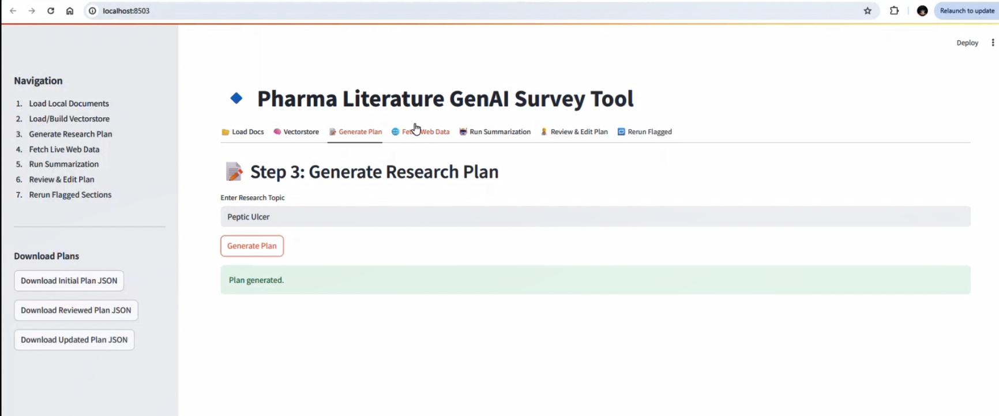 localhost:8503
Relaunch to update
Deploy
Navigation
1. Load Local Documents
2. Load/Build Vectorstore
3. Generate Research Plan
4. Fetch Live Web Data
5. Run Summarization
6. Review & Edit Plan
7. Rerun Flagged Sections
Download Plans
Download Initial Plan JSON
Download Reviewed Plan JSON
Download Updated Plan JSON
Pharma Literature GenAI Survey Tool
Load Docs Vectorstore Generate Plan Fetch Web Data Run Summarization Review & Edit Plan Rerun Flagged
Step 3: Generate Research Plan
Enter Research Topic
Peptic Ulcer
Generate Plan
Plan generated.